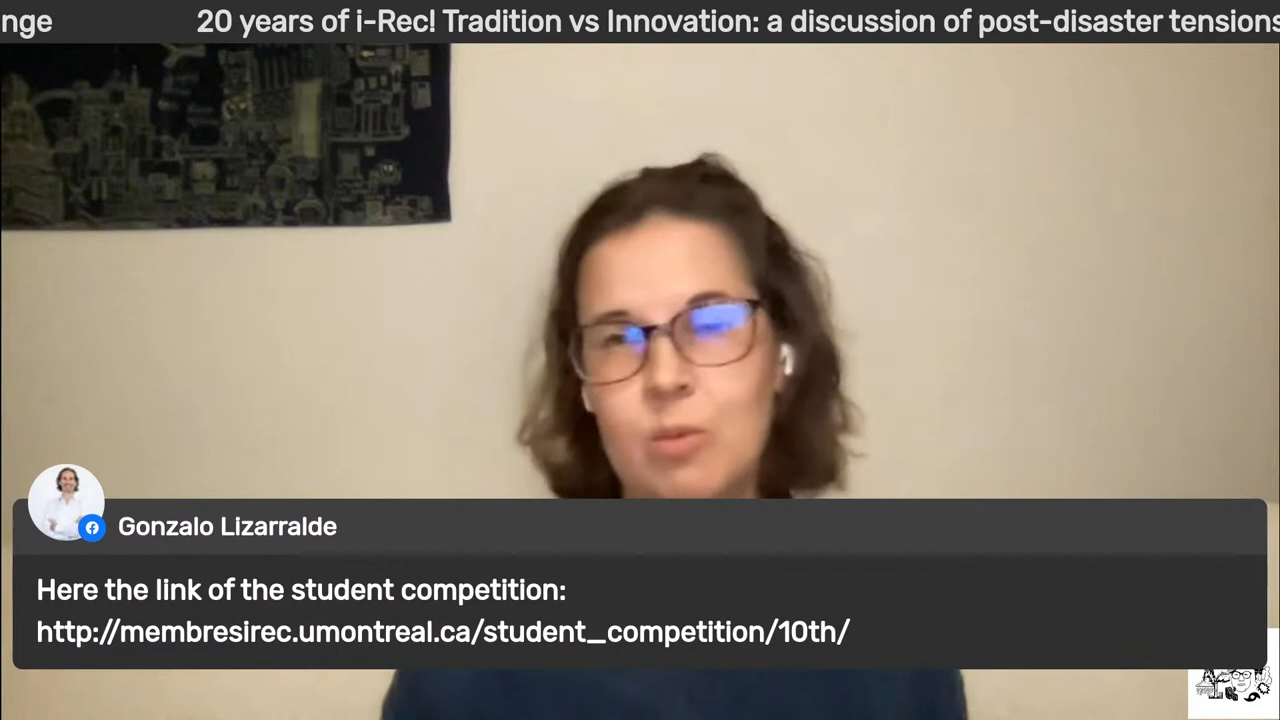 nge 20 years of i-Rec! Tradition vs Innovation: a discussion of post-disaster tensions
Gonzalo Lizarralde
Here the link of the student competition:
http://membresirec.umontreal.ca/student_competition/10th/